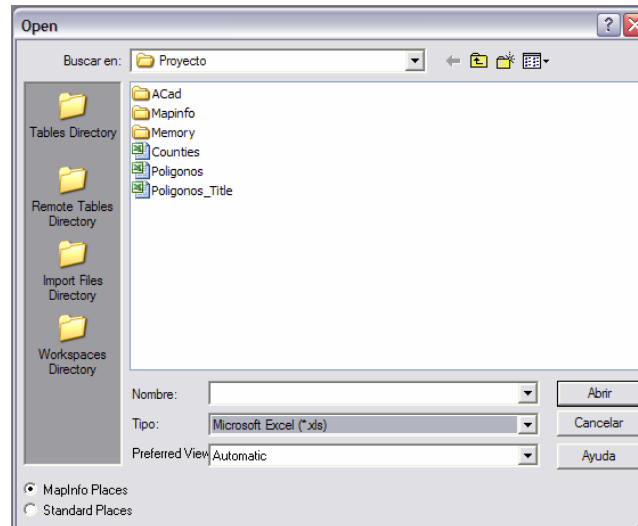 Open
Buscar en: Proyecto
Tables Directory
Remote Tables
Directory
Import Files
Directory
Workspaces
Directory
ACad
Mapinfo
Memory
Counties
Poligonos
Poligonos_Title
Nombre:
Abrir
Tipo: Microsoft Excel (*.xls)
Cancelar
Preferred View Automatic
Ayuda
MapInfo Places
Standard Places